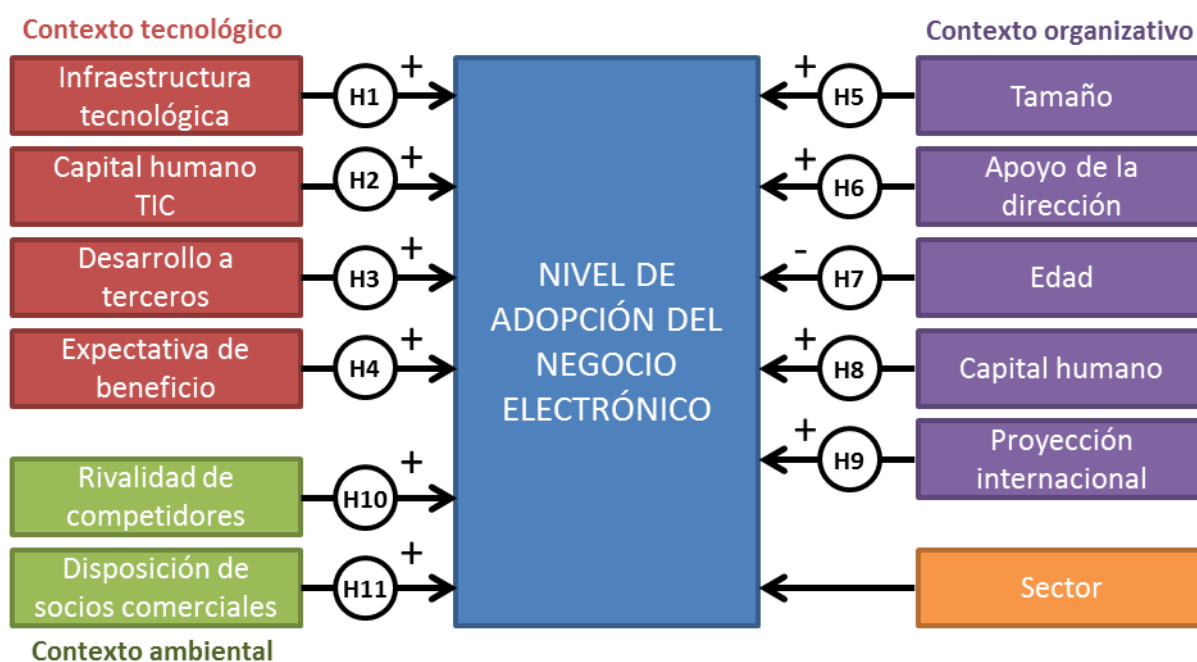 Contexto tecnológico
Infraestructura
tecnológica
H1
+
Capital humano
TIC
H2
+
Desarrollo a
terceros
H3
+
Expectativa de
beneficio
H4
+
Rivalidad de
competidores
H10
+
Disposición de
socios comerciales
H11
+
Contexto ambiental
NIVEL DE
ADOPCIÓN DEL
NEGOCIO
ELECTRÓNICO
Contexto organizativo
+
H5
Tamaño
+
H6
Apoyo de la
dirección
-
H7
Edad
+
H8
Capital humano
+
H9
Proyección
internacional
Sector